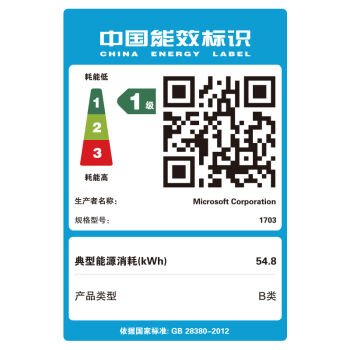 中国能效标识
CHINA ENERGY LABEL
耗能低
1
1级
2
3
耗能高
生产者名称: Microsoft Corporation
规格型号: 1703
典型能源消耗(kWh) 54.8
产品类型 B类
依据国家标准: GB 28380-2012